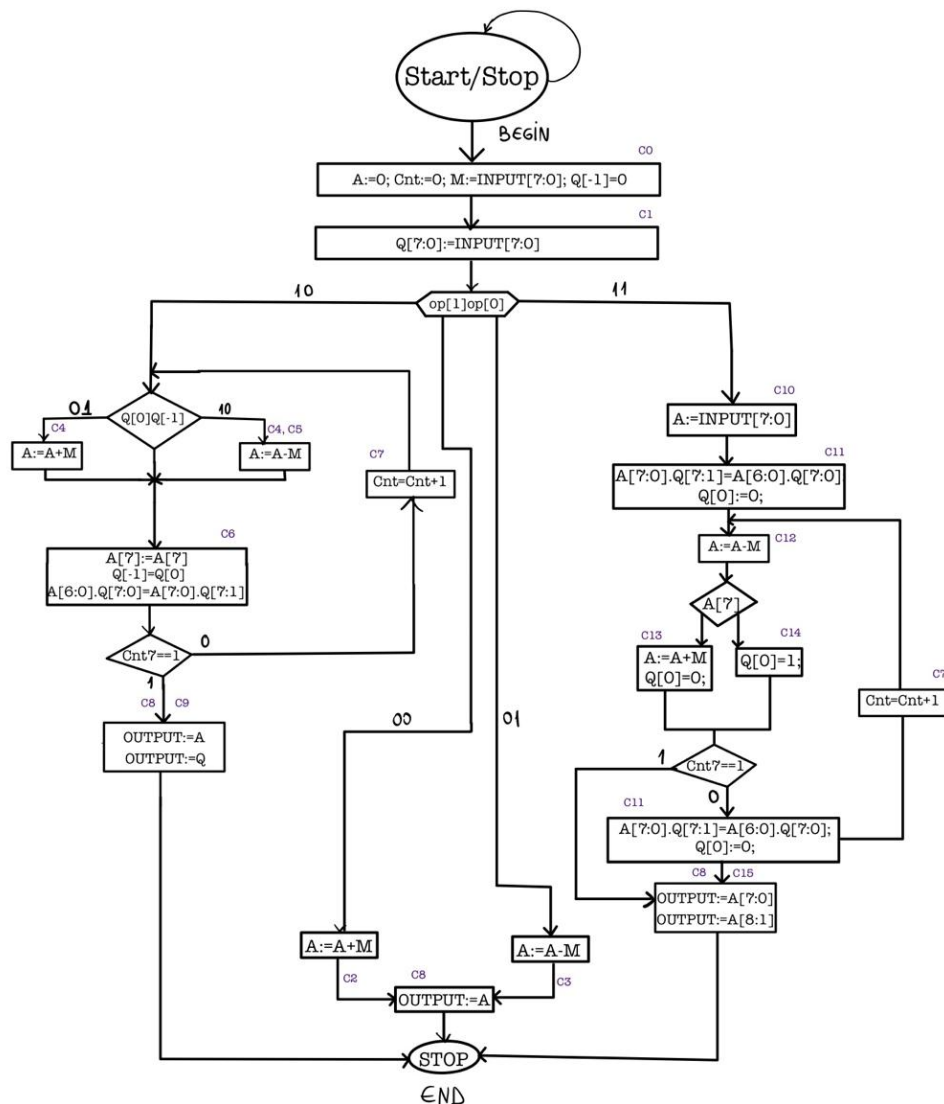 Start/Stop
BEGIN
C0
A:=0; Cnt:=0; M:=INPUT[7:0]; Q[-1]=0
C1
Q[7:0]:=INPUT[7:0]
op[1]op[0]
10
11
00
01
Q[0]Q[-1]
01
10
C4
A:=A+M
C4, C5
A:=A-M
C7
Cnt=Cnt+1
C6
A[7]:=A[7]
Q[-1]=Q[0]
A[6:0].Q[7:0]=A[7:0].Q[7:1]
Cnt7==1
0
1
C8 C9
OUTPUT:=A
OUTPUT:=Q
A:=A+M
C2
A:=A-M
C3
C8
OUTPUT:=A
C10
A:=INPUT[7:0]
C11
A[7:0].Q[7:1]=A[6:0].Q[7:0]
Q[0]:=0;
C12
A:=A-M
A[7]
C13
A:=A+M
Q[0]=0;
C14
Q[0]=1;
Cnt=Cnt+1
Cnt7==1
1
0
C11
A[7:0].Q[7:1]=A[6:0].Q[7:0];
Q[0]:=0;
C8 C15
OUTPUT:=A[7:0]
OUTPUT:=A[8:1]
STOP
END